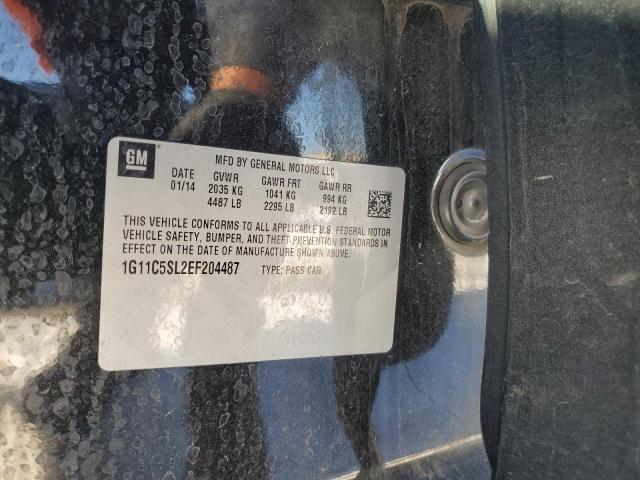 GM
MFD BY GENERAL MOTORS LLC
DATE GVWR GAWR FRT GAWR RR
01/14 2035 KG 1041 KG 994 KG
4487 LB 2295 LB 2192 LB
THIS VEHICLE CONFORMS TO ALL APPLICABLE U.S. FEDERAL MOTOR
VEHICLE SAFETY, BUMPER, AND THEFT PREVENTION STANDARDS IN
EFFECT ON THE DATE OF MANUFACTURE SHOWN ABOVE.
1G11C5SL2EF204487 TYPE: PASS CAR